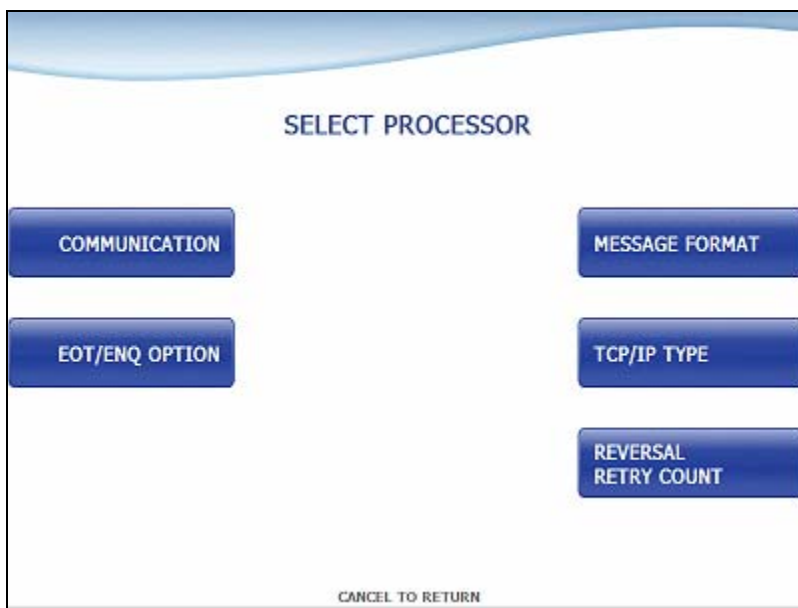 SELECT PROCESSOR
COMMUNICATION
MESSAGE FORMAT
EOT/ENQ OPTION
TCP/IP TYPE
REVERSAL
RETRY COUNT
CANCEL TO RETURN